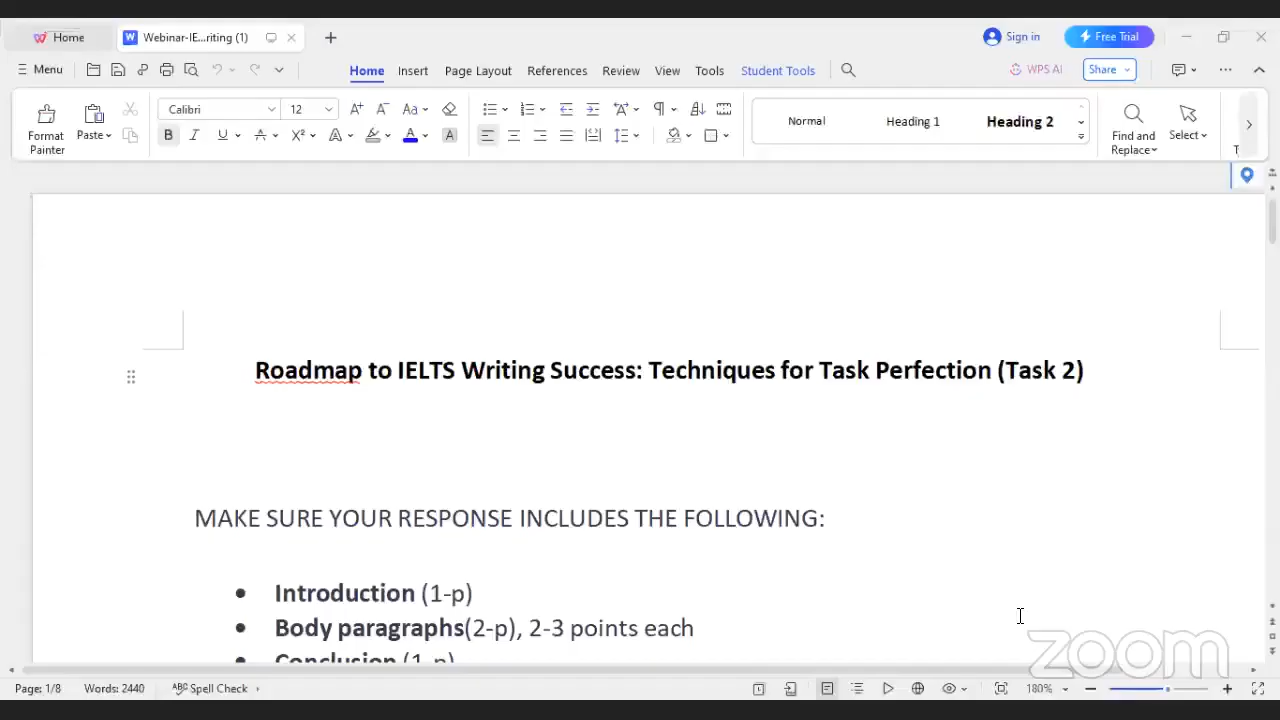 Home
Webinar-IE...riting (1)
Sign in
Free Trial
Menu
Home Insert Page Layout References Review View Tools Student Tools
WPS AI
Share
Format Painter
Paste
Calibri
12
B I U
Normal
Heading 1
Heading 2
Find and Replace
Select
Roadmap to IELTS Writing Success: Techniques for Task Perfection (Task 2)
MAKE SURE YOUR RESPONSE INCLUDES THE FOLLOWING:
• Introduction (1-p)
• Body paragraphs(2-p), 2-3 points each
• Conclusion (1-p)
zoom
Page: 1/8 Words: 2440 Spell Check
180%